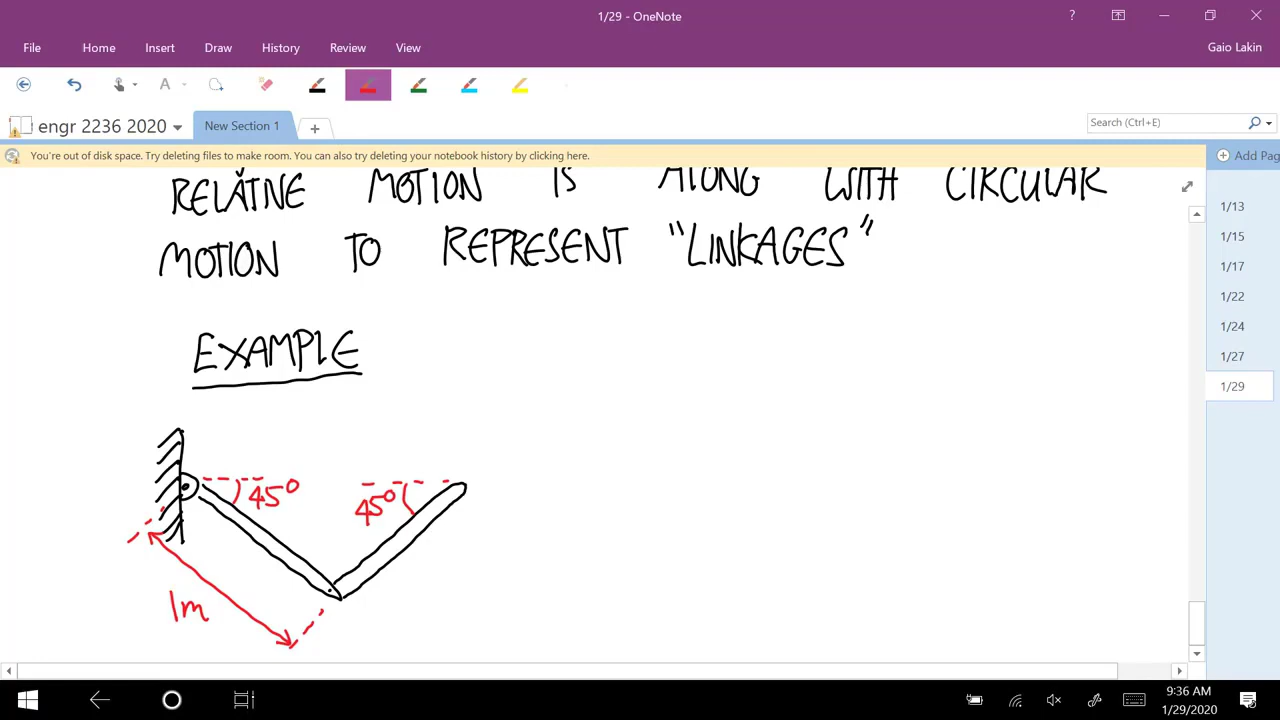 1/29 - OneNote
?
File Home Insert Draw History Review View
Gaio Lakin
A
engr 2236 2020
New Section 1
Search (Ctrl+E)
You're out of disk space. Try deleting files to make room. You can also try deleting your notebook history by clicking here.
Add Pag
1/13
1/15
1/17
1/22
1/24
1/27
1/29
RELATIVE MOTION IS ALONG WITH CIRCULAR
MOTION TO REPRESENT "LINKAGES"
EXAMPLE
45°
45°
1m
9:36 AM
1/29/2020